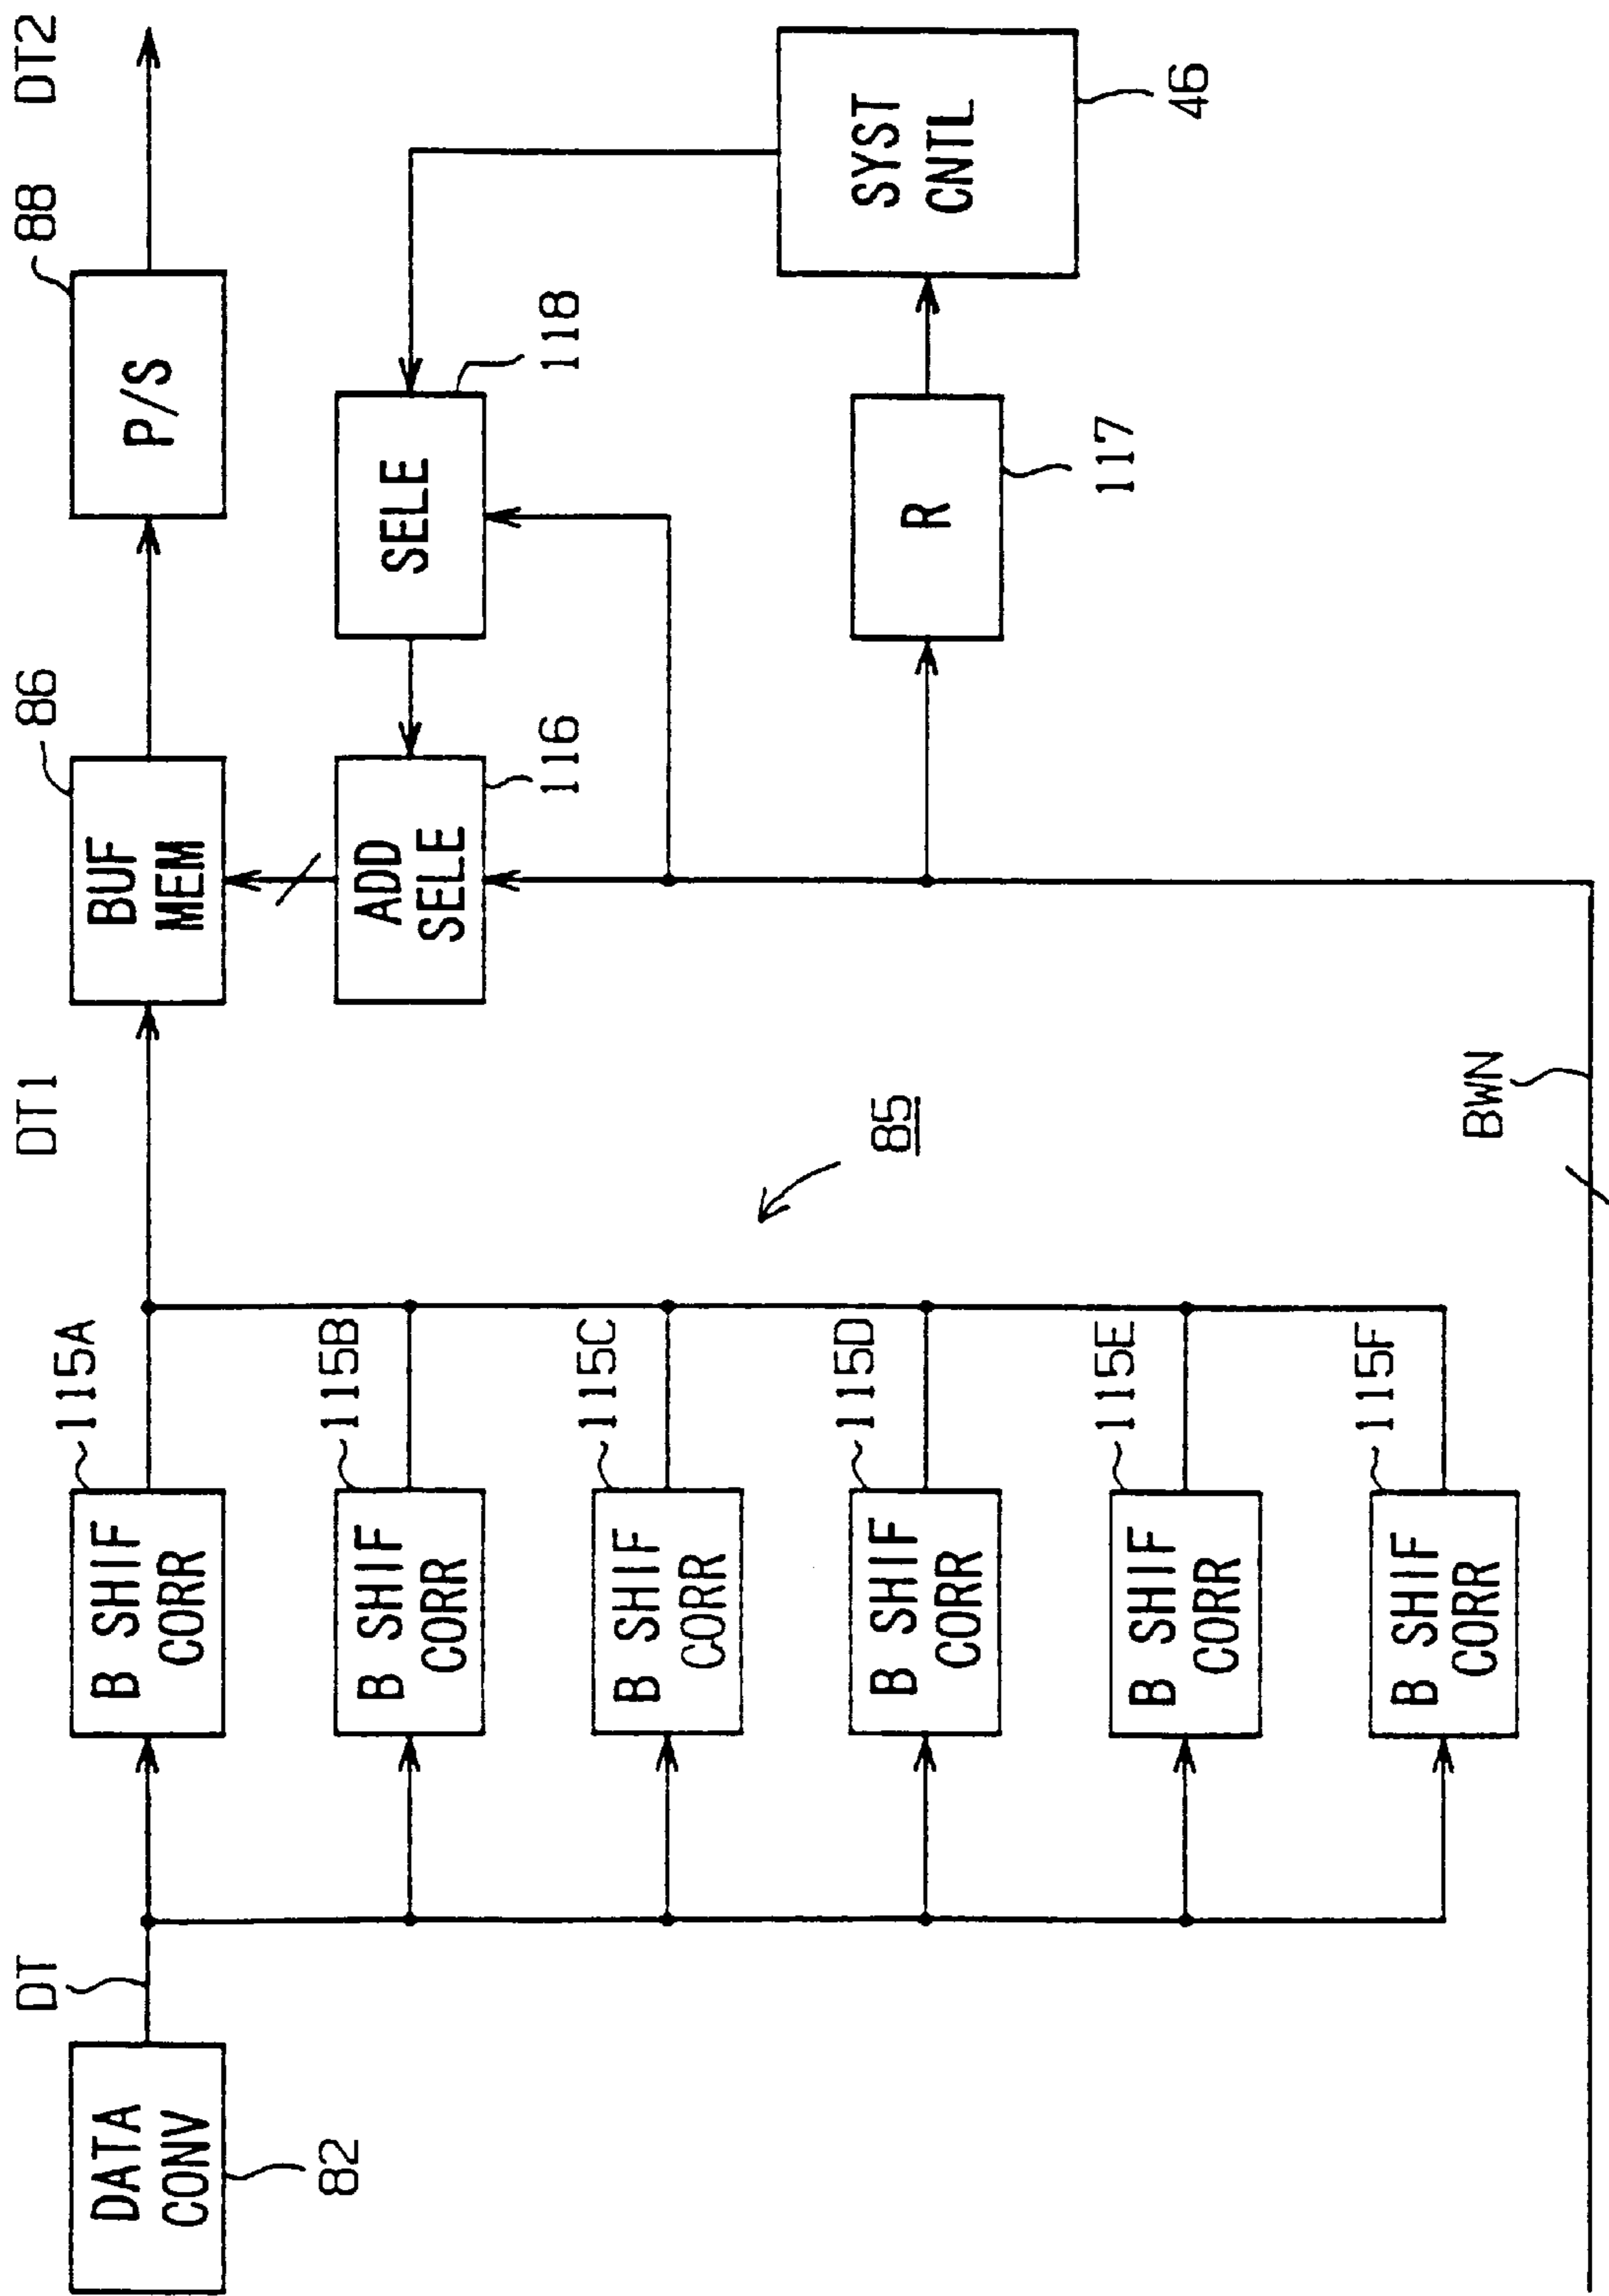 DATA
CONV
82
DT
B SHIF
CORR
115A
B SHIF
CORR
115B
B SHIF
CORR
115C
B SHIF
CORR
115D
B SHIF
CORR
115E
B SHIF
CORR
115F
DT1
85
BWN
BUF
MEM
86
ADD
SELE
116
P/S
88
SELE
118
R
117
SYST
CNTL
46
DT2